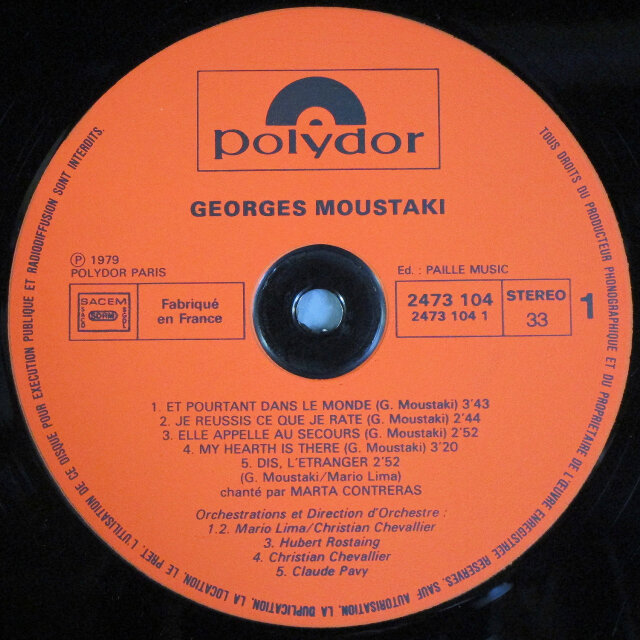 polydor
GEORGES MOUSTAKI
℗ 1979
POLYDOR PARIS
SACEM
SACD
SDRM
SGDL
Fabriqué
en France
Ed. : PAILLE MUSIC
2473 104
2473 104 1
STEREO
33
1
1. ET POURTANT DANS LE MONDE (G. Moustaki) 3'43
2. JE REUSSIS CE QUE JE RATE (G. Moustaki) 2'44
3. ELLE APPELLE AU SECOURS (G. Moustaki) 2'52
4. MY HEARTH IS THERE (G. Moustaki) 3'20
5. DIS, L'ETRANGER 2'52
(G. Moustaki/Mario Lima)
chanté par MARTA CONTRERAS
Orchestrations et Direction d'Orchestre :
1.2. Mario Lima/Christian Chevallier
3. Hubert Rostaing
4. Christian Chevallier
5. Claude Pavy
TOUS DROITS DU PRODUCTEUR PHONOGRAPHIQUE ET DU PROPRIETAIRE DE L'ŒUVRE ENREGISTREE RESERVES. SAUF AUTORISATION, LA DUPLICATION, LA LOCATION, LE PRET, L'UTILISATION DE CE DISQUE POUR EXECUTION PUBLIQUE ET RADIODIFFUSION SONT INTERDITS.